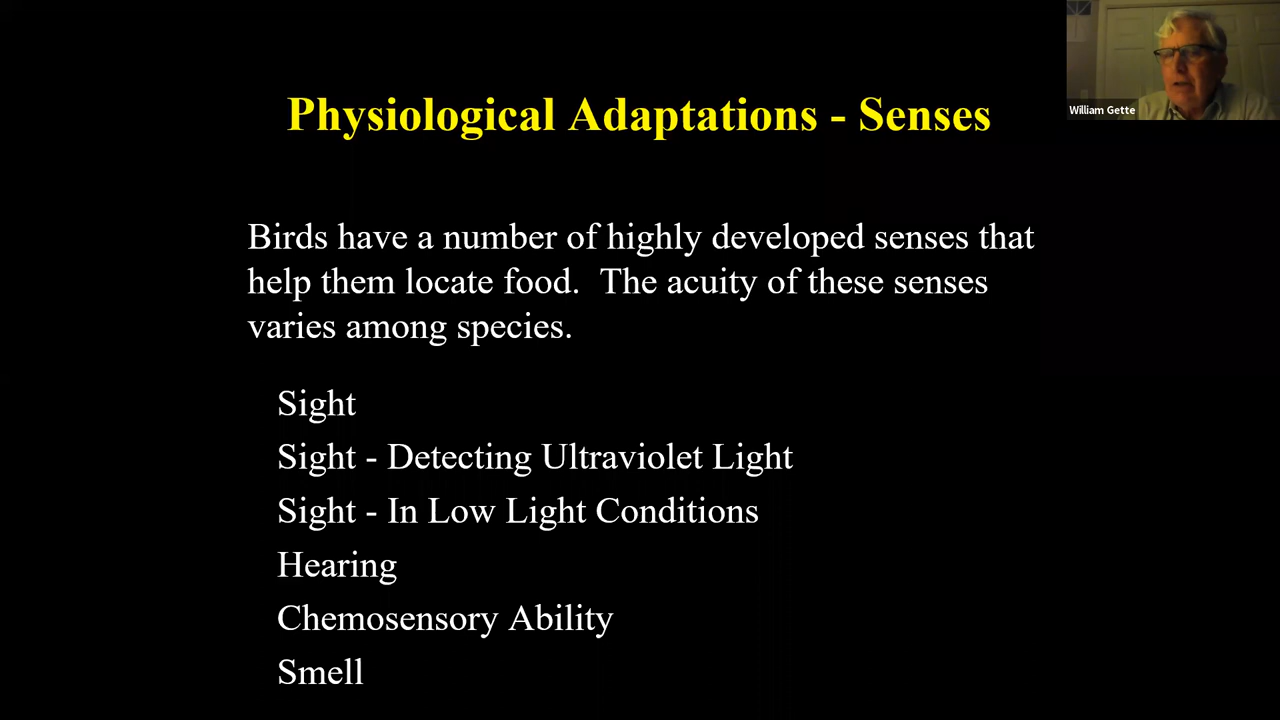 William Gette
Physiological Adaptations - Senses
Birds have a number of highly developed senses that
help them locate food.  The acuity of these senses
varies among species.
Sight
Sight - Detecting Ultraviolet Light
Sight - In Low Light Conditions
Hearing
Chemosensory Ability
Smell